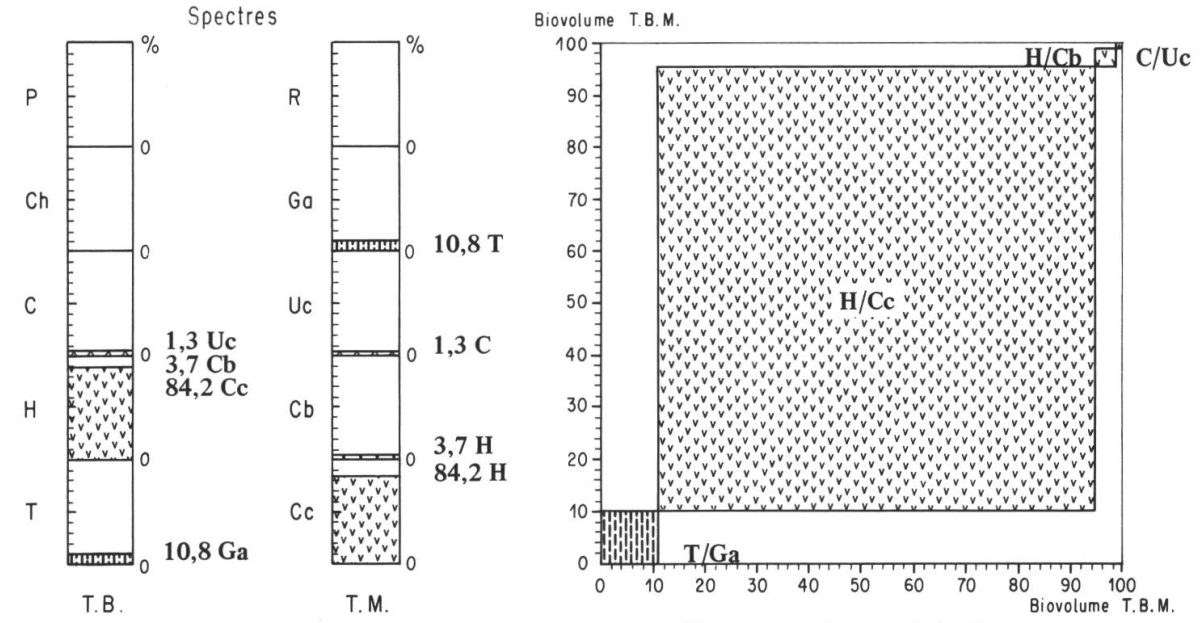 Spectres
%
P
0
Ch
0
C
1,3 Uc
0
3,7 Cb
84,2 Cc
H
0
T
10,8 Ga
0
T.B.
%
R
0
Ga
10,8 T
0
Uc
1,3 C
0
Cb
3,7 H
0
84,2 H
Cc
0
T.M.
Biovolume T.B.M.
100
90
80
70
60
50
40
30
20
10
0
H/Cb
C/Uc
H/Cc
T/Ga
0 10 20 30 40 50 60 70 80 90 100
Biovolume T.B.M.